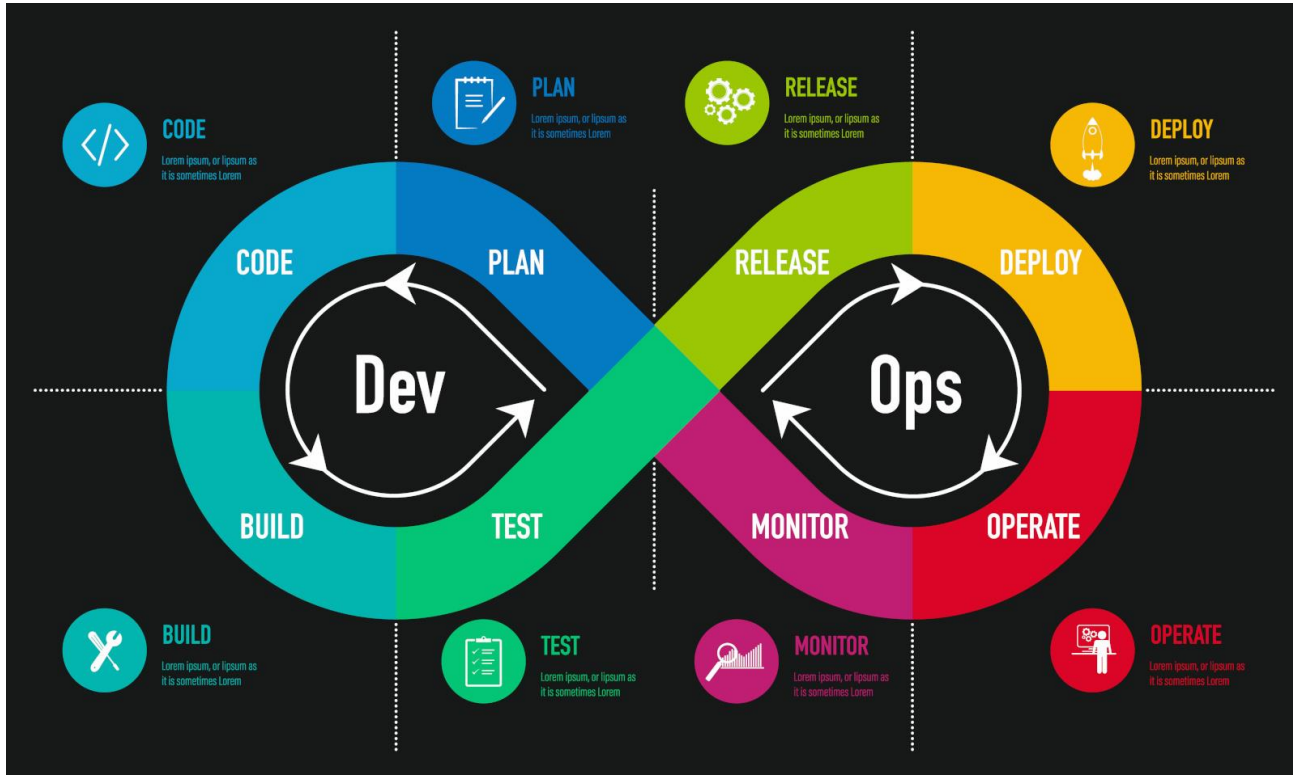 PLAN
Lorem ipsum, or lipsum as
it is sometimes Lorem
RELEASE
Lorem ipsum, or lipsum as
it is sometimes Lorem
CODE
Lorem ipsum, or lipsum as
it is sometimes Lorem
DEPLOY
Lorem ipsum, or lipsum as
it is sometimes Lorem
CODE
PLAN
RELEASE
DEPLOY
Dev
Ops
BUILD
TEST
MONITOR
OPERATE
BUILD
Lorem ipsum, or lipsum as
it is sometimes Lorem
TEST
Lorem ipsum, or lipsum as
it is sometimes Lorem
MONITOR
Lorem ipsum, or lipsum as
it is sometimes Lorem
OPERATE
Lorem ipsum, or lipsum as
it is sometimes Lorem